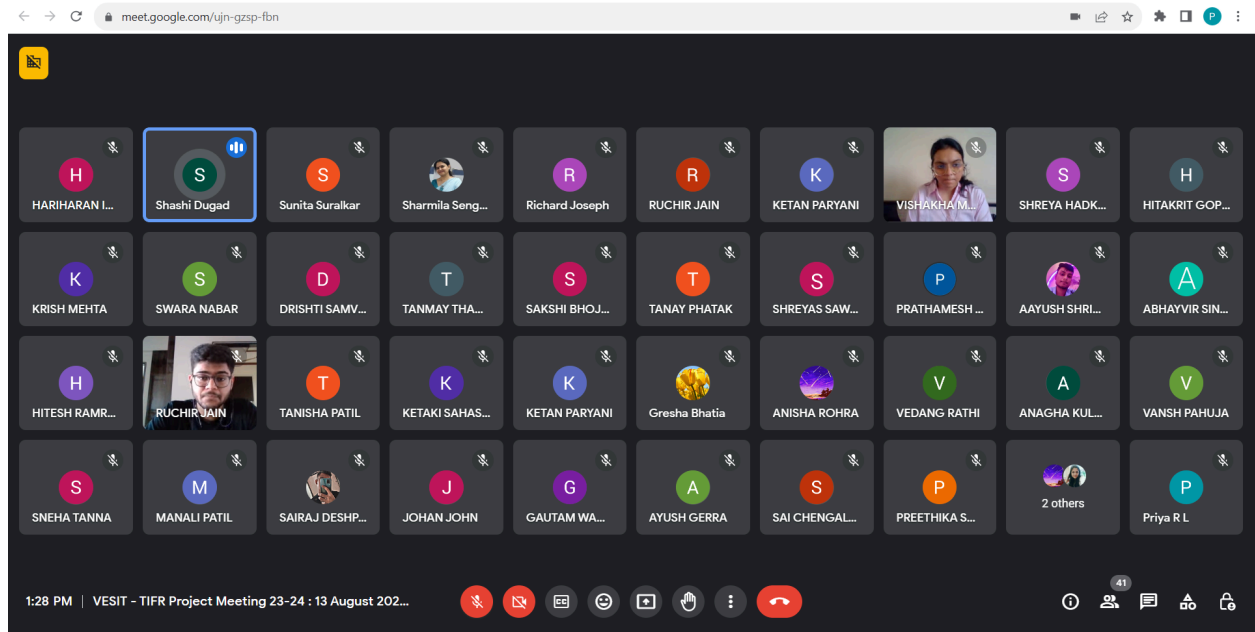 meet.google.com/ujn-gzsp-fbn
P
H S S R R K S H
HARIHARAN I... Shashi Dugad Sunita Suralkar Sharmila Seng... Richard Joseph RUCHIR JAIN KETAN PARYANI VISHAKHA M... SHREYA HADK... HITAKRIT GOP...
K S D T S T S P A
KRISH MEHTA SWARA NABAR DRISHTI SAMV... TANMAY THA... SAKSHI BHOJ... TANAY PHATAK SHREYAS SAW... PRATHAMESH ... AAYUSH SHRI... ABHAYVIR SIN...
H T K K V A V
HITESH RAMR... RUCHIR JAIN TANISHA PATIL KETAKI SAHAS... KETAN PARYANI Gresha Bhatia ANISHA ROHRA VEDANG RATHI ANAGHA KUL... VANSH PAHUJA
S M J G A S P P
SNEHA TANNA MANALI PATIL SAIRAJ DESHP... JOHAN JOHN GAUTAM WA... AYUSH GERRA SAI CHENGAL... PREETHIKA S... 2 others Priya R L
41
1:28 PM | VESIT - TIFR Project Meeting 23-24 : 13 August 202... CC